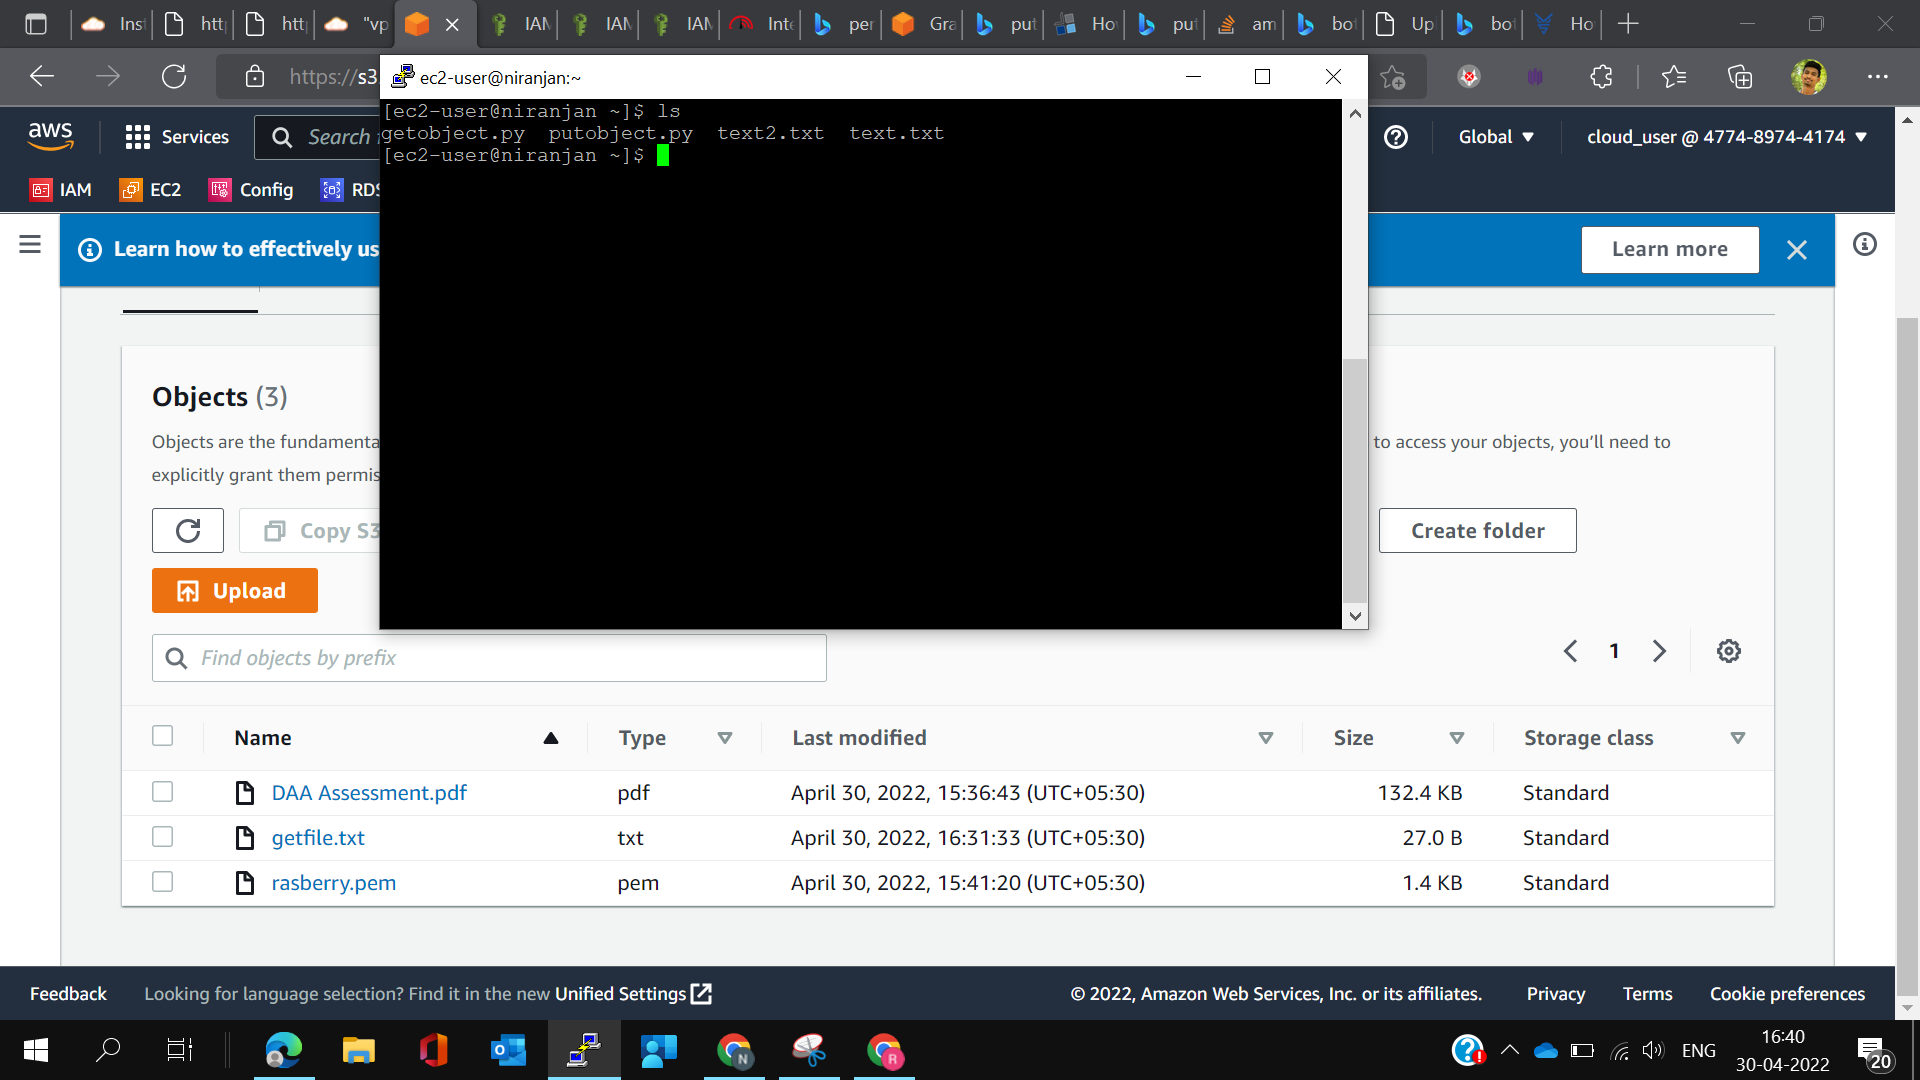 Ins
htt
htt
"vp
IAM
IAM
IAM
Inte
per
Gra
put
Ho
put
am
bot
Up
bot
Ho
https://s3
ec2-user@niranjan:~
[ec2-user@niranjan ~]$ ls
getobject.py putobject.py text2.txt text.txt
[ec2-user@niranjan ~]$
aws
Services
Search
Global
cloud_user @ 4774-8974-4174
IAM
EC2
Config
RDS
Learn how to effectively us
Learn more
Objects (3)
Objects are the fundamenta
to access your objects, you'll need to
explicitly grant them permis
Copy S3
Create folder
Upload
Find objects by prefix
1
Name Type Last modified Size Storage class
DAA Assessment.pdf pdf April 30, 2022, 15:36:43 (UTC+05:30) 132.4 KB Standard
getfile.txt txt April 30, 2022, 16:31:33 (UTC+05:30) 27.0 B Standard
rasberry.pem pem April 30, 2022, 15:41:20 (UTC+05:30) 1.4 KB Standard
Feedback Looking for language selection? Find it in the new Unified Settings © 2022, Amazon Web Services, Inc. or its affiliates. Privacy Terms Cookie preferences
N
R
ENG
16:40
30-04-2022
20